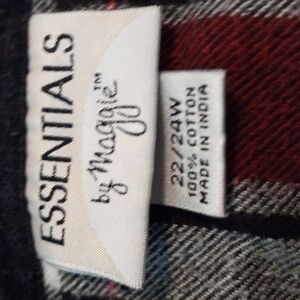 ESSENTIALS
by Maggie™
22/24W
100% COTTON
MADE IN INDIA